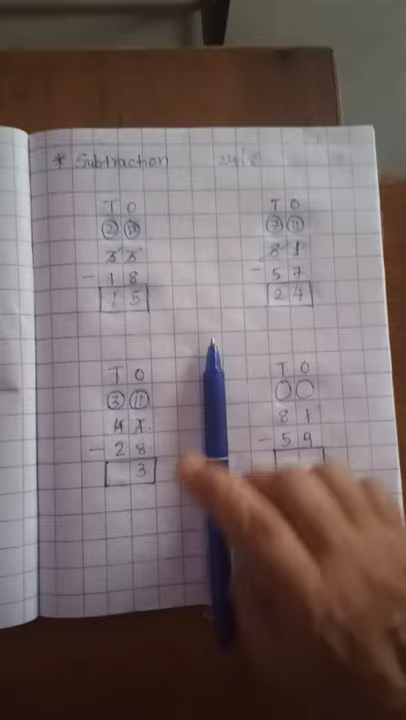 * Subtraction
T O
② ⑬
3 3
- 1 8
1 5
T O
⑦ ⑪
8 1
- 5 7
2 4
T O
③ ⑪
4 1
- 2 8
3
T O
8 1
- 5 9